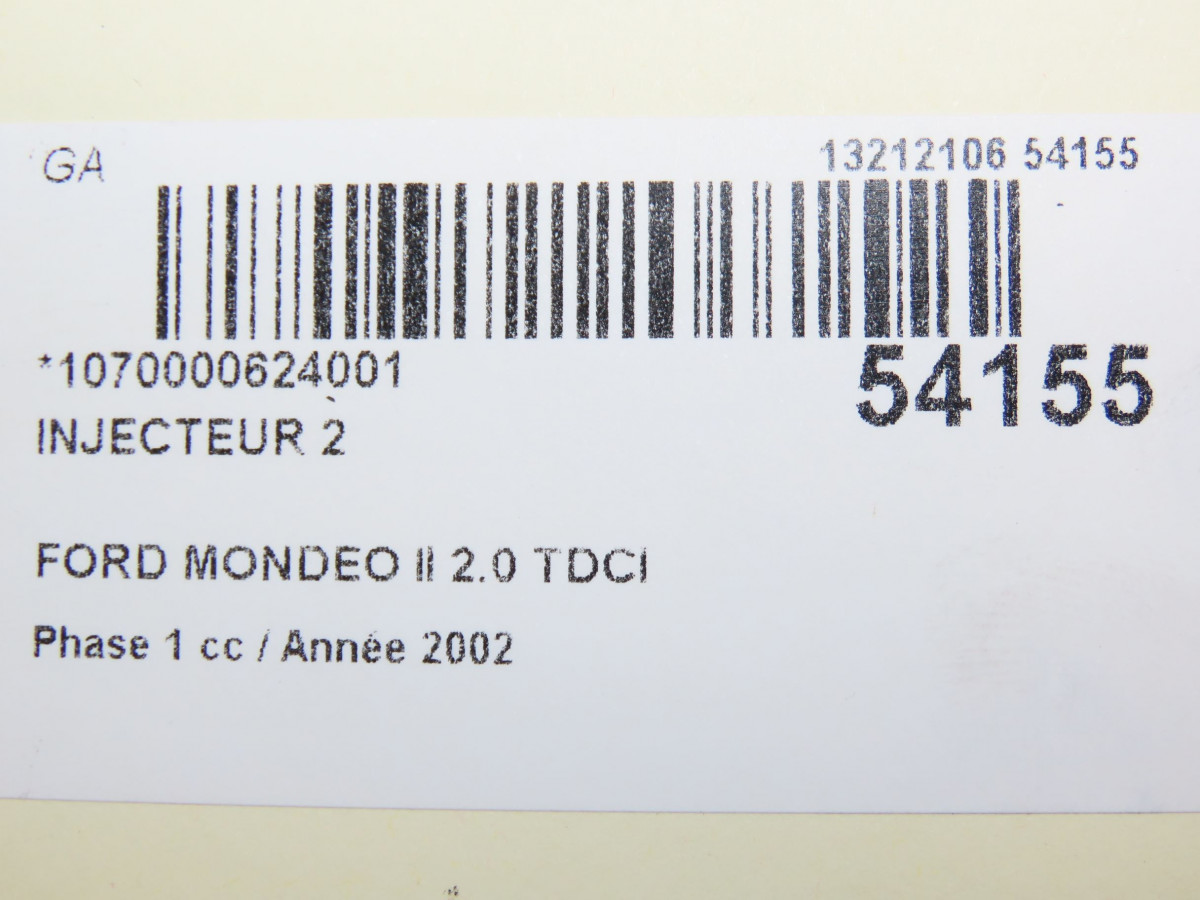 GA 13212106 54155
*1070000624001
54155
INJECTEUR 2
FORD MONDEO II 2.0 TDCI
Phase 1 cc / Année 2002